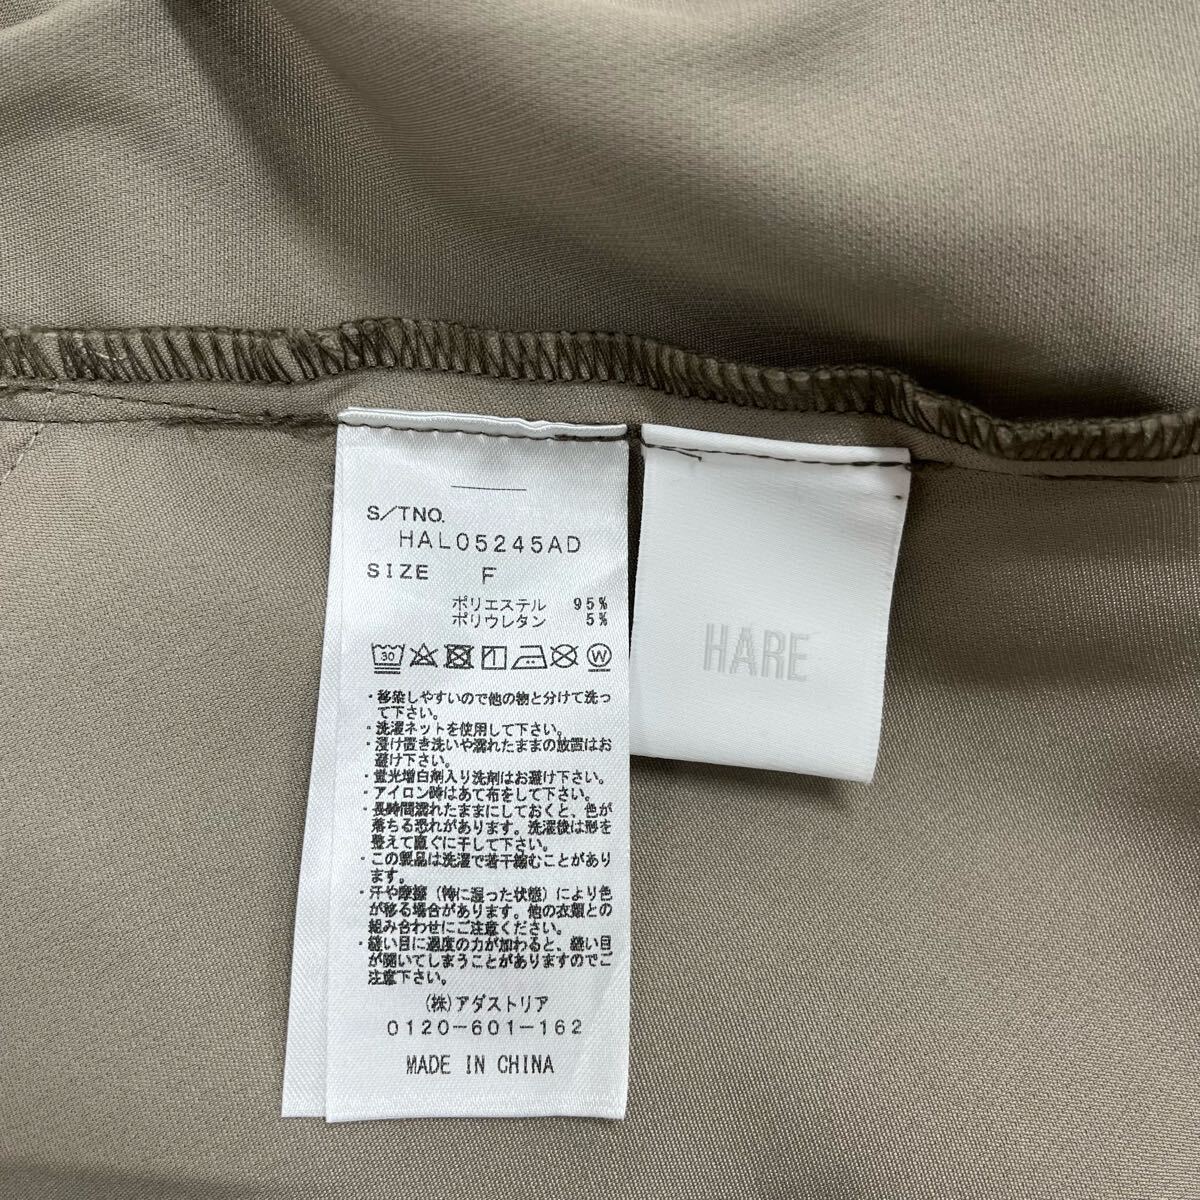 S/TNO.
HAL05245AD
SIZE F
ポリエステル 95%
ポリウレタン 5%
30 W
・移染しやすいので他の物と分けて洗っ
て下さい。
・洗濯ネットを使用して下さい。
・浸け置き洗いや濡れたままの放置はお
避け下さい。
・蛍光増白剤入り洗剤はお避け下さい。
・アイロン時はあて布をして下さい。
・長時間濡れたままにしておくと、色が
落ちる恐れがあります。洗濯後は形を
整えて直ぐに干して下さい。
・この製品は洗濯で若干縮むことがあり
ます。
・汗や摩擦（特に湿った状態）により色
が移る場合があります。他の衣類との
組み合わせにご注意ください。
・縫い目に過度の力が加わると、縫い目
が開いてしまうことがありますのでご
注意下さい。
(株)アダストリア
0120-601-162
MADE IN CHINA
HARE